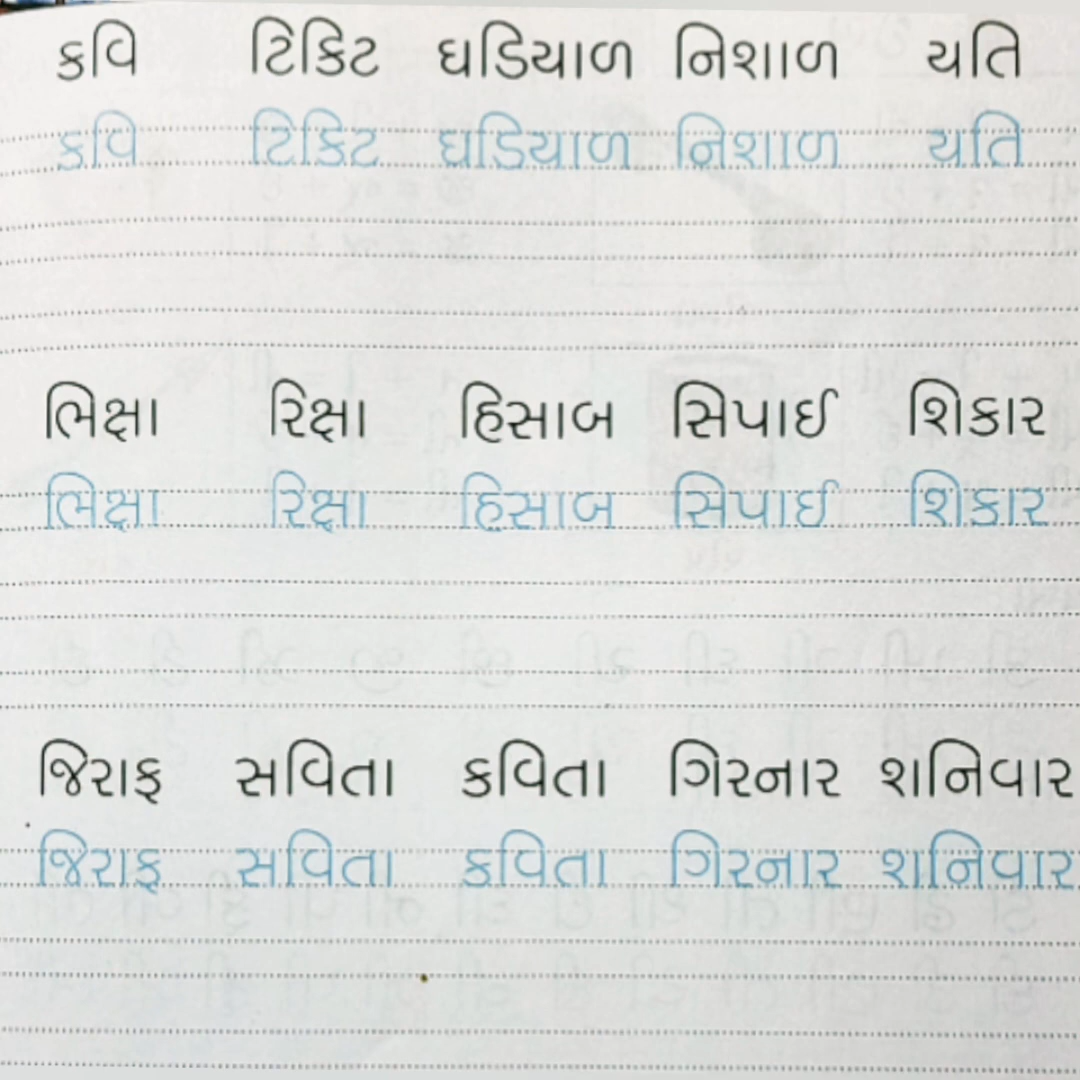 કવિ ટિકિટ ઘડિયાળ નિશાળ યતિ
કવિ ટિકિટ ઘડિયાળ નિશાળ યતિ
ભિક્ષા રિક્ષા હિસાબ સિપાઈ શિકાર
ભિક્ષા રિક્ષા હિસાબ સિપાઈ શિકાર
જિરાફ સવિતા કવિતા ગિરનાર શનિવાર
જિરાફ સવિતા કવિતા ગિરનાર શનિવાર